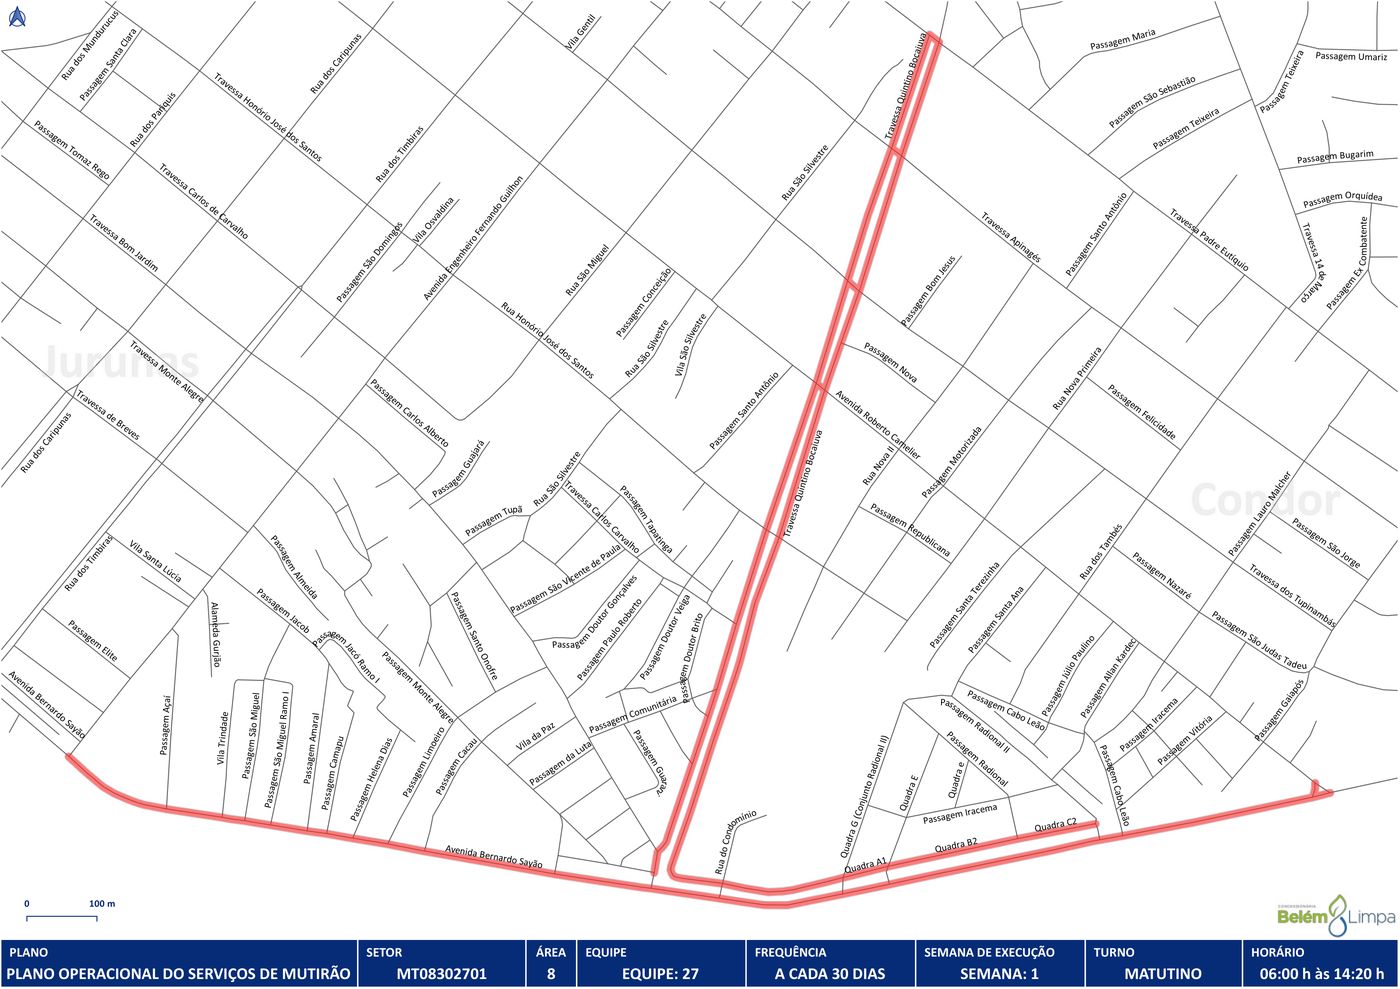 Rua dos Mundurucus
Passagem Santa Clara
Rua dos Pariquis
Travessa Honório José dos Santos
Rua dos Caripunas
Vila Gentil
Travessa Quintino Bocaiuva
Passagem Maria
Passagem Teixeira
Passagem Umariz
Passagem São Sebastião
Passagem Teixeira
Passagem Bugarim
Passagem Orquídea
Passagem Tomaz Rego
Travessa Carlos de Carvalho
Rua dos Timbiras
Rua São Silvestre
Travessa Bom Jardim
Passagem São Domingos
Vila Osvaldina
Avenida Engenheiro Fernando Guilhon
Rua São Miguel
Passagem Conceição
Rua São Silvestre
Vila São Silvestre
Travessa Apinagés
Passagem Santo Antônio
Travessa Padre Eutíquio
Travessa 14 de Março
Passagem Ex Combatente
Passagem Bom Jesus
Rua Honório José dos Santos
Jurunas
Travessa Monte Alegre
Travessa de Breves
Rua dos Caripunas
Passagem Carlos Alberto
Passagem Guajará
Passagem Santo Antônio
Passagem Nova
Avenida Roberto Camelier
Rua Nova Primeira
Passagem Felicidade
Passagem Motorizada
Rua Nova II
Travessa Quintino Bocaiuva
Condor
Passagem Lauro Malcher
Passagem São Jorge
Rua São Silvestre
Passagem Tupã
Travessa Carlos Carvalho
Passagem Tapatinga
Passagem Republicana
Rua dos Tambés
Rua dos Timbiras
Vila Santa Lúcia
Passagem Almeida
Passagem São Vicente de Paula
Passagem Nazaré
Travessa dos Tupinambás
Passagem Santa Terezinha
Passagem Santa Ana
Passagem Jacob
Passagem Jacó Ramo I
Alameda Gurjão
Passagem Elite
Passagem Santo Onofre
Passagem Doutor Gonçalves
Passagem Paulo Roberto
Passagem Doutor Veiga
Passagem Doutor Brito
Passagem São Judas Tadeu
Passagem Júlio Paulino
Passagem Allan Kardec
Avenida Bernardo Sayão
Passagem Açaí
Vila Trindade
Passagem São Miguel
Passagem São Miguel Ramo I
Passagem Amaral
Passagem Camapu
Passagem Helena Dias
Passagem Monte Alegre
Passagem Limoeiro
Passagem Cacau
Vila da Paz
Passagem da Luta
Passagem Comunitária
Passagem Cabo Leão
Passagem Radional II
Passagem Radional
Passagem Iracema
Passagem Vitória
Passagem Galapós
Quadra G (Conjunto Radional II)
Quadra E
Quadra e
Passagem Iracema
Passagem Cabo Leão
Rua do Condomínio
Quadra A1
Quadra B2
Quadra C2
Avenida Bernardo Sayão
0 100 m
CONCESSIONÁRIA
Belém Limpa
PLANO
PLANO OPERACIONAL DO SERVIÇOS DE MUTIRÃO
SETOR
MT08302701
ÁREA
8
EQUIPE
EQUIPE: 27
FREQUÊNCIA
A CADA 30 DIAS
SEMANA DE EXECUÇÃO
SEMANA: 1
TURNO
MATUTINO
HORÁRIO
06:00 h às 14:20 h